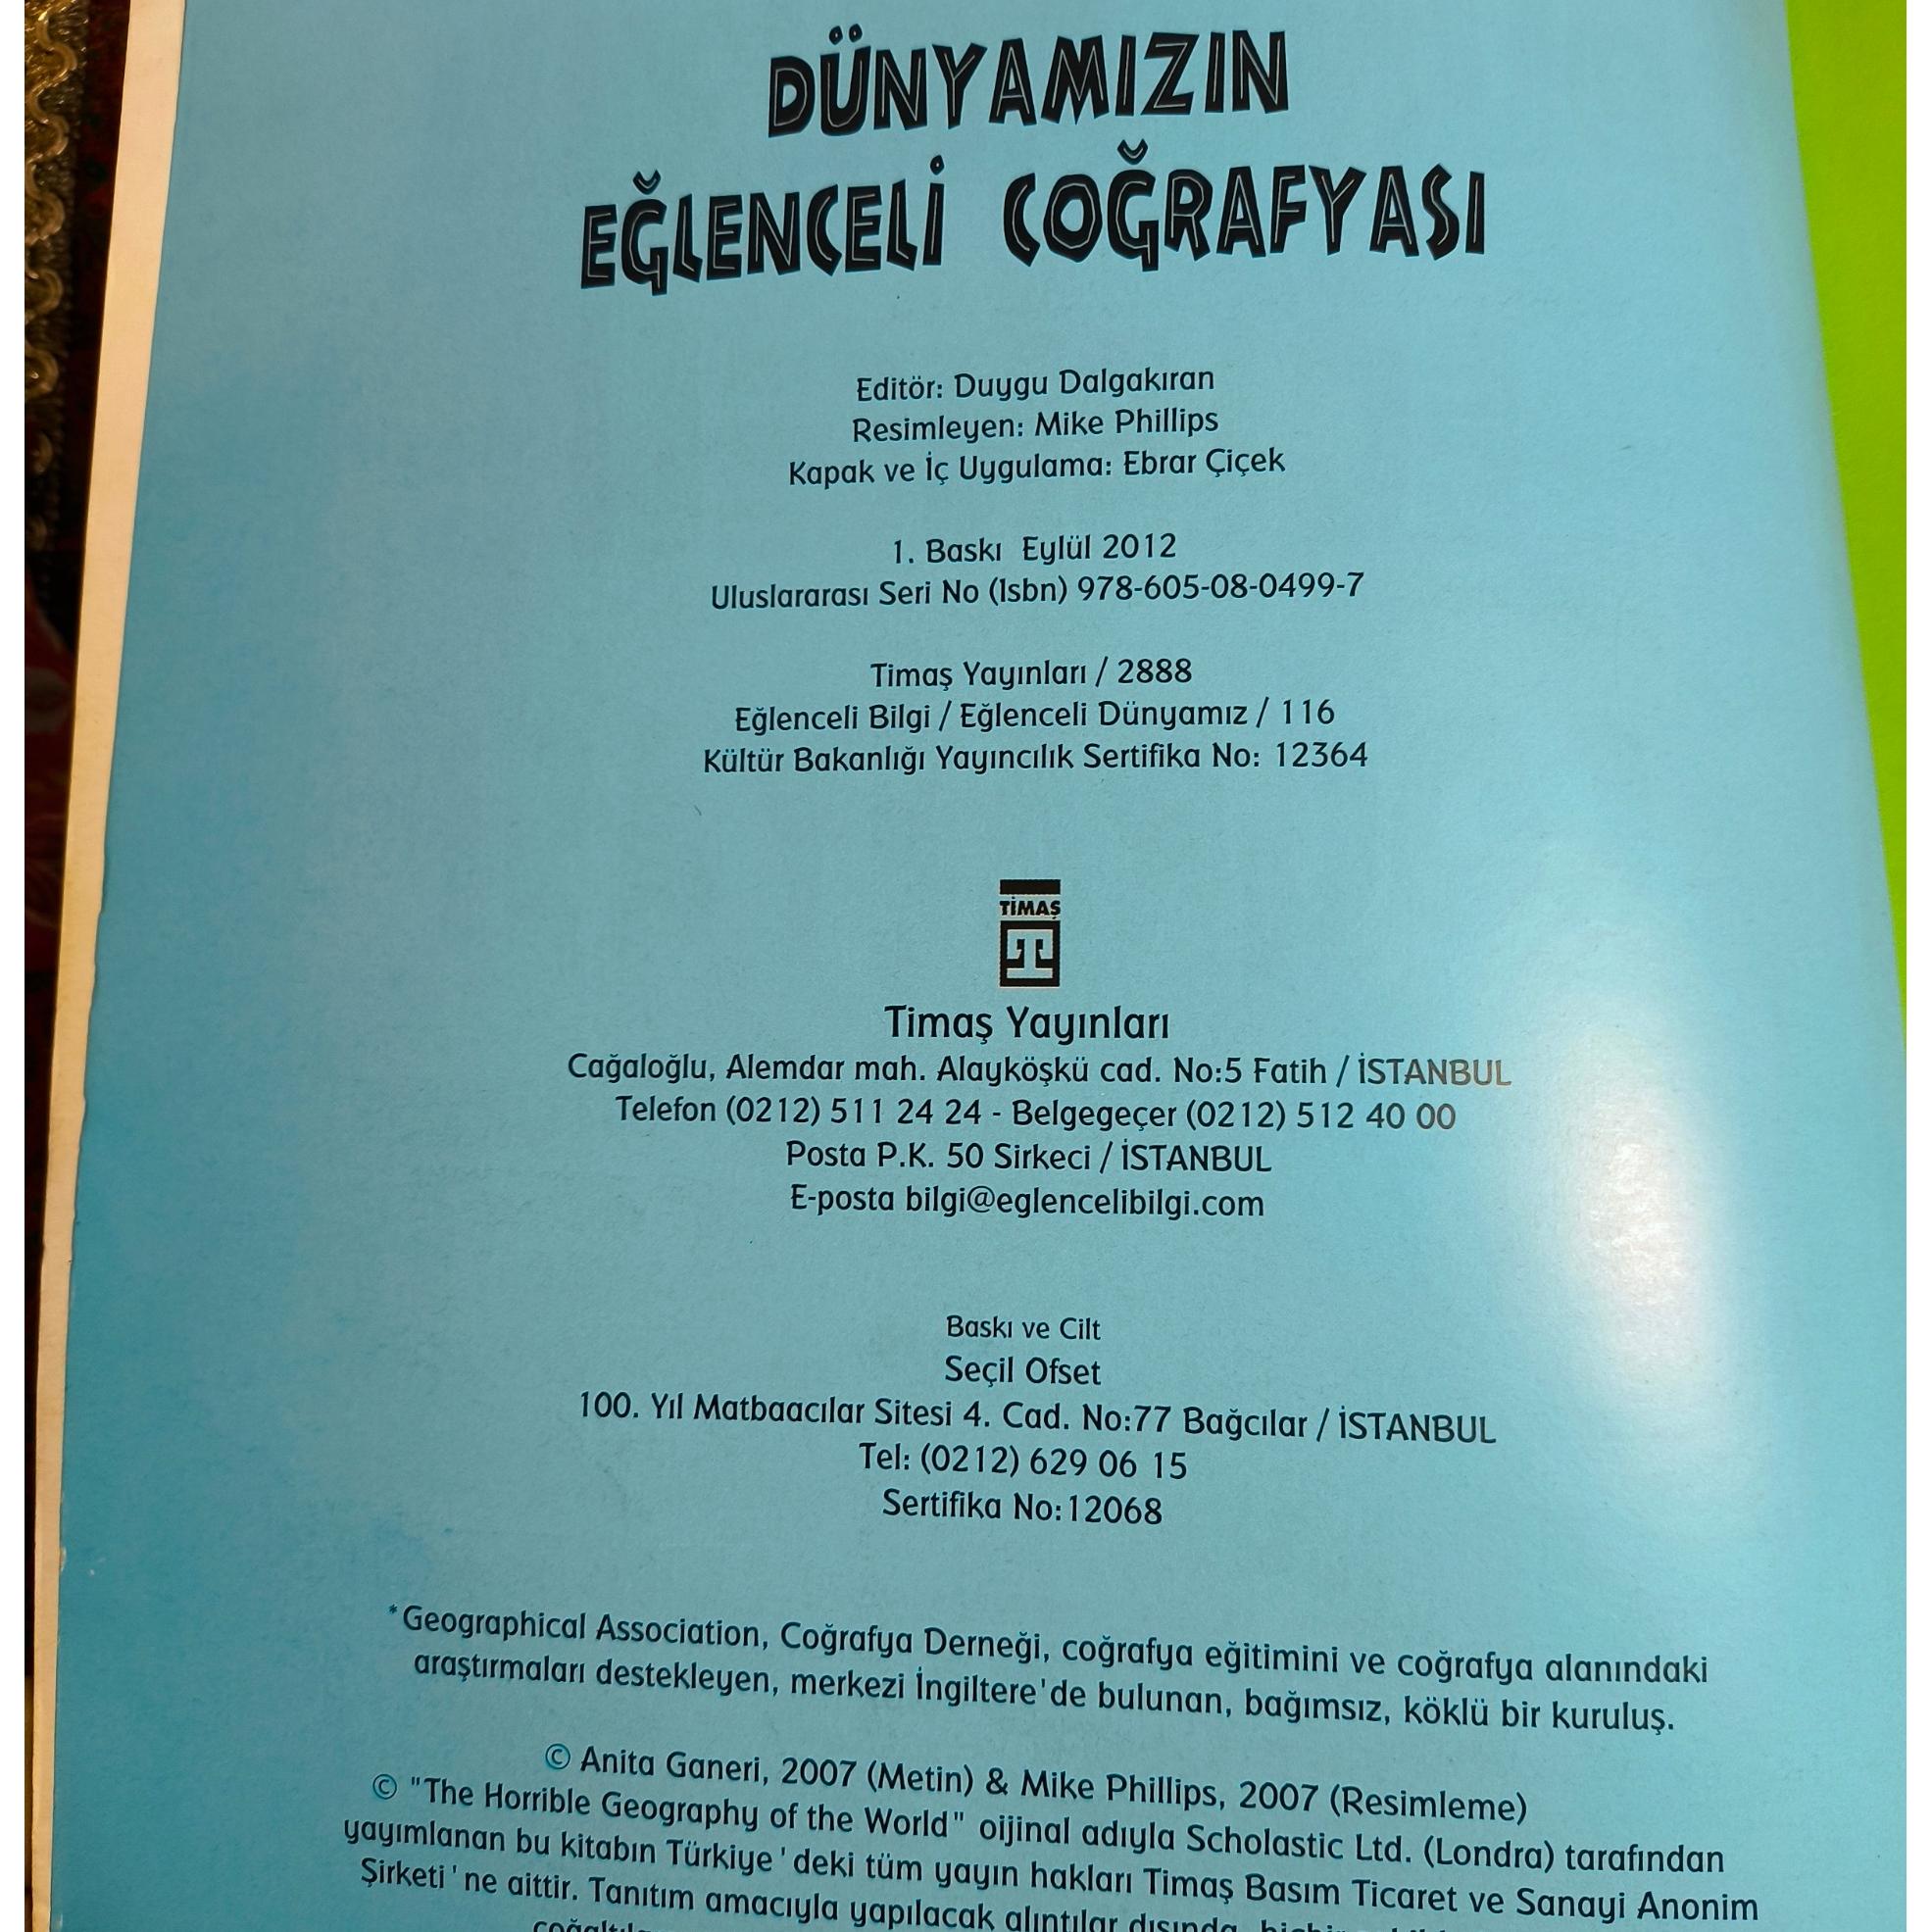 DÜNYAMIZIN
EĞLENCELİ COĞRAFYASI
Editör: Duygu Dalgakıran
Resimleyen: Mike Phillips
Kapak ve İç Uygulama: Ebrar Çiçek
1. Baskı Eylül 2012
Uluslararası Seri No (Isbn) 978-605-08-0499-7
Timaş Yayınları / 2888
Eğlenceli Bilgi / Eğlenceli Dünyamız / 116
Kültür Bakanlığı Yayıncılık Sertifika No: 12364
TİMAŞ
Timaş Yayınları
Cağaloğlu, Alemdar mah. Alayköşkü cad. No:5 Fatih / İSTANBUL
Telefon (0212) 511 24 24 - Belgegeçer (0212) 512 40 00
Posta P.K. 50 Sirkeci / İSTANBUL
E-posta bilgi@eglencelibilgi.com
Baskı ve Cilt
Seçil Ofset
100. Yıl Matbaacılar Sitesi 4. Cad. No:77 Bağcılar / İSTANBUL
Tel: (0212) 629 06 15
Sertifika No:12068
*Geographical Association, Coğrafya Derneği, coğrafya eğitimini ve coğrafya alanındaki
araştırmaları destekleyen, merkezi İngiltere'de bulunan, bağımsız, köklü bir kuruluş.
© Anita Ganeri, 2007 (Metin) & Mike Phillips, 2007 (Resimleme)
© "The Horrible Geography of the World" oijinal adıyla Scholastic Ltd. (Londra) tarafından
yayımlanan bu kitabın Türkiye'deki tüm yayın hakları Timaş Basım Ticaret ve Sanayi Anonim
Şirketi'ne aittir. Tanıtım amacıyla yapılacak alıntılar dışında,